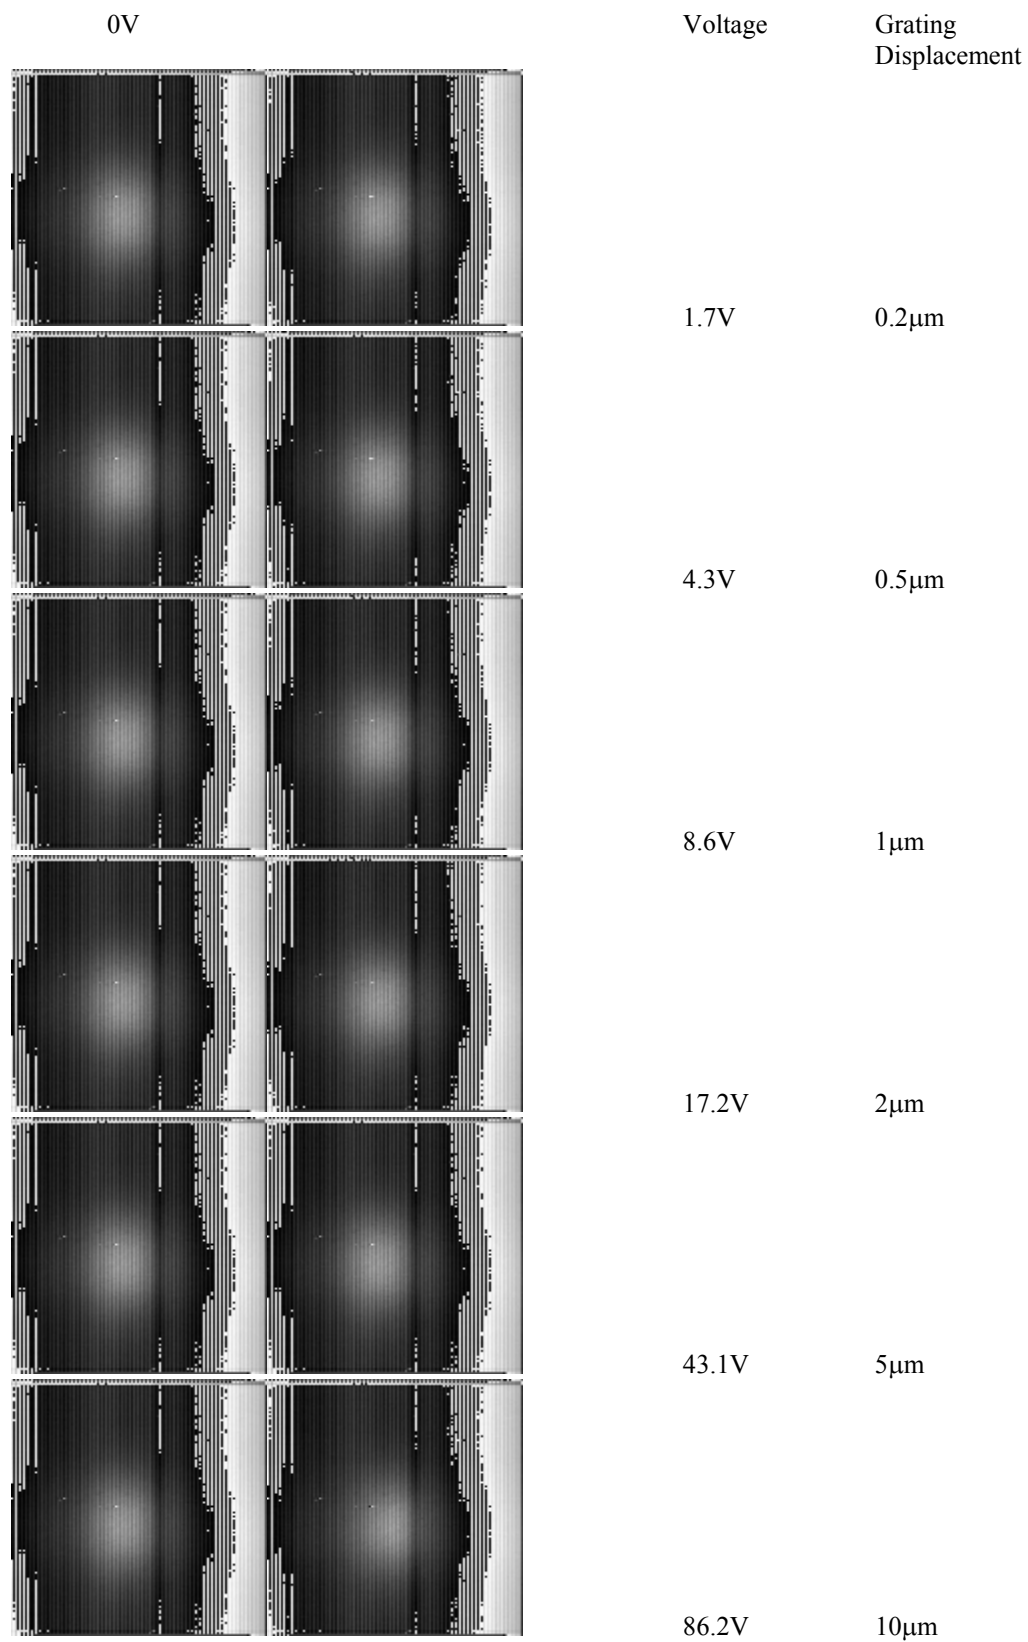 0V Voltage Grating
Displacement
1.7V 0.2μm
4.3V 0.5μm
8.6V 1μm
17.2V 2μm
43.1V 5μm
86.2V 10μm